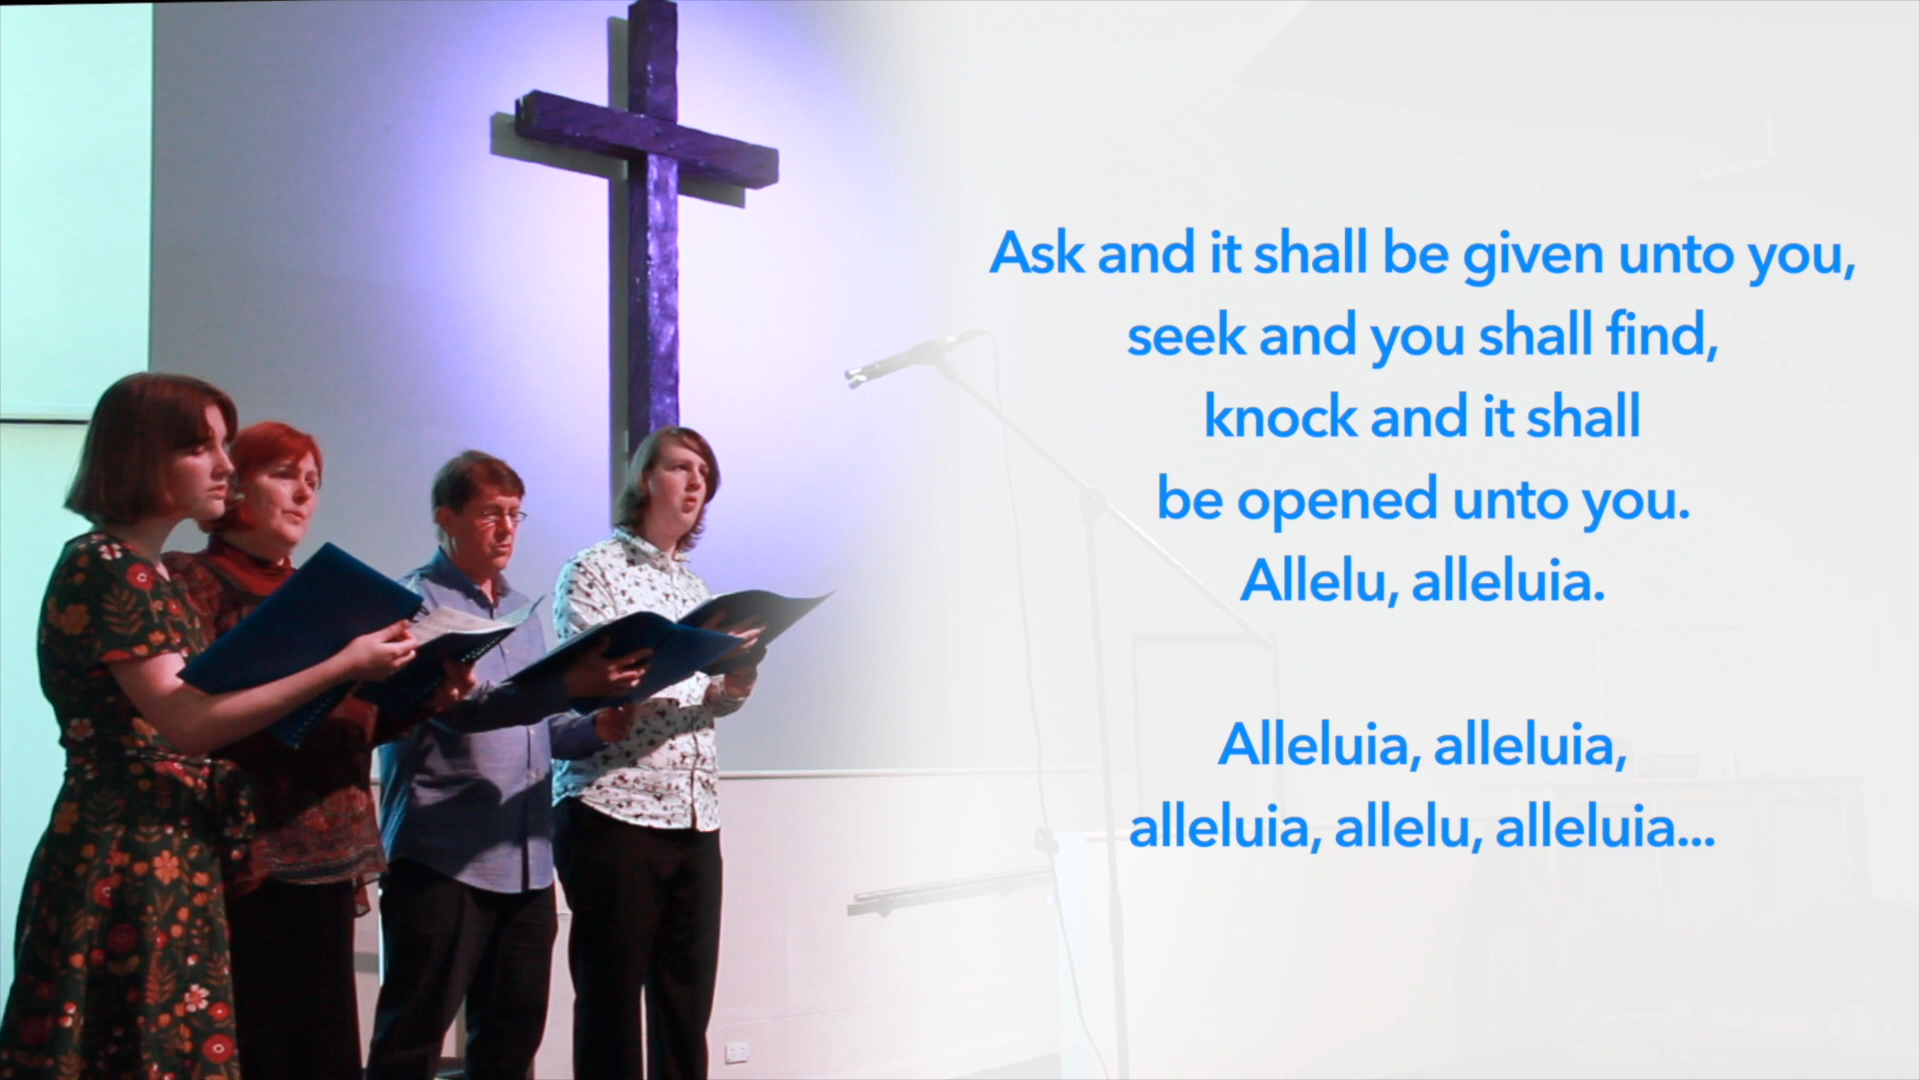 Ask and it shall be given unto you,
seek and you shall find,
knock and it shall
be opened unto you.
Allelu, alleluia.
Alleluia, alleluia,
alleluia, allelu, alleluia...